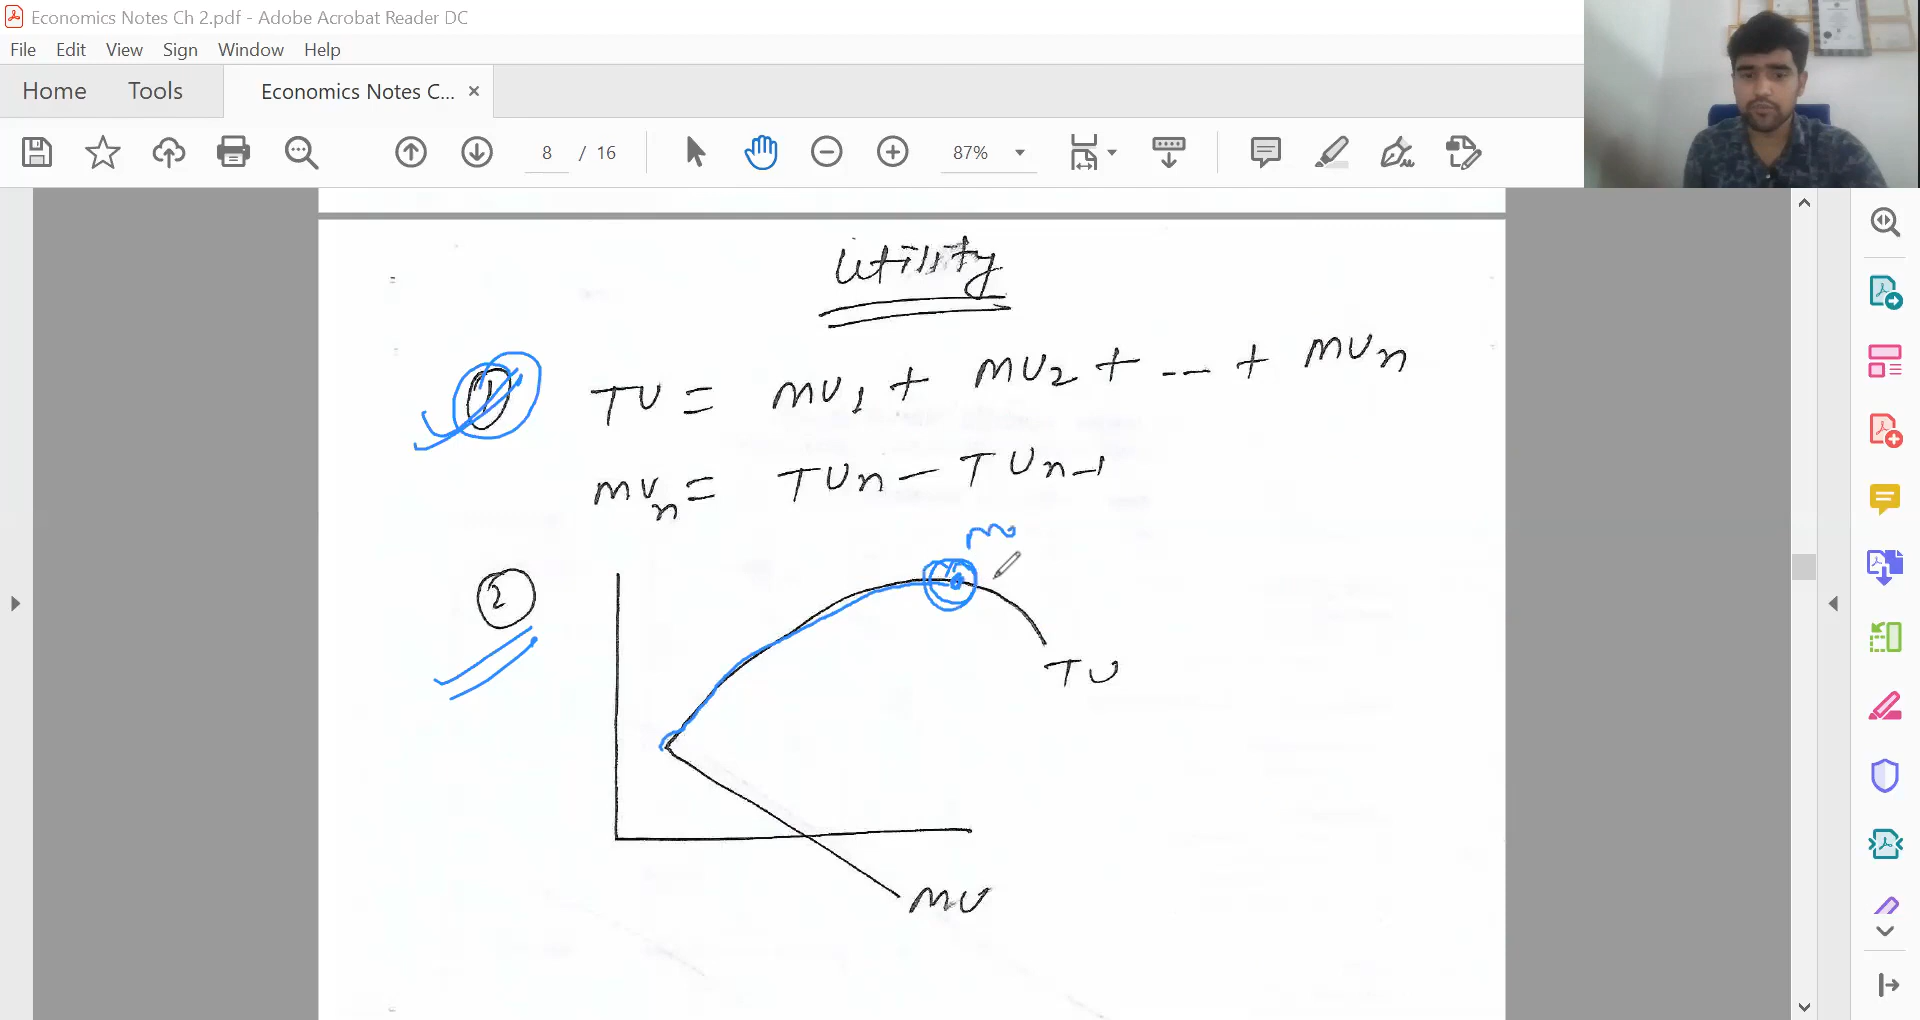 Economics Notes Ch 2.pdf - Adobe Acrobat Reader DC
File Edit View Sign Window Help
Home Tools Economics Notes C... ×
8 / 16 87%
Utility
1 TU = MU1 + MU2 + -- + MUn
MUn = TUn - TUn-1
2
TU
MU